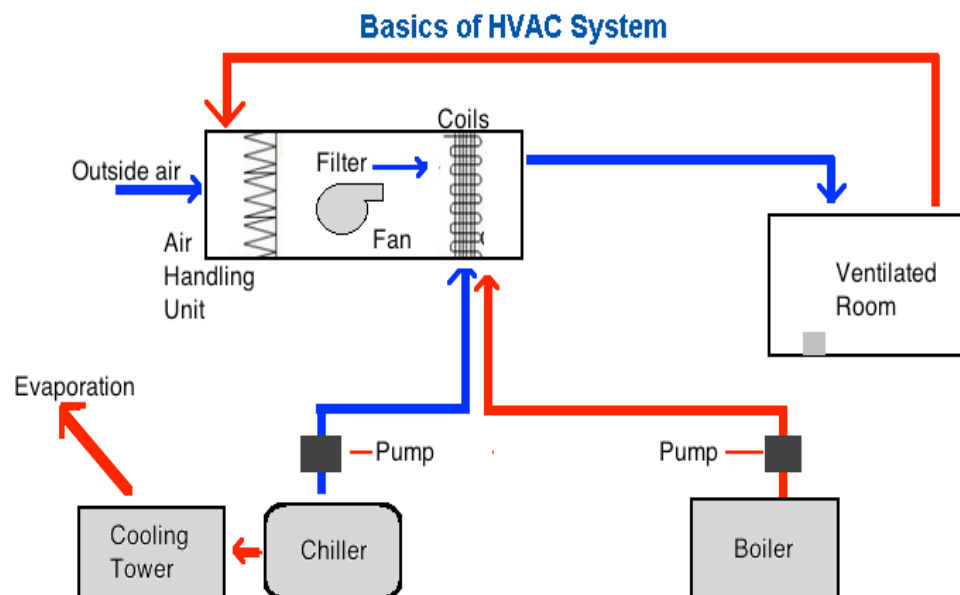 Basics of HVAC System
Coils
Outside air
Filter
Fan
Air
Handling
Unit
Ventilated
Room
Evaporation
Pump
Pump
Cooling
Tower
Chiller
Boiler